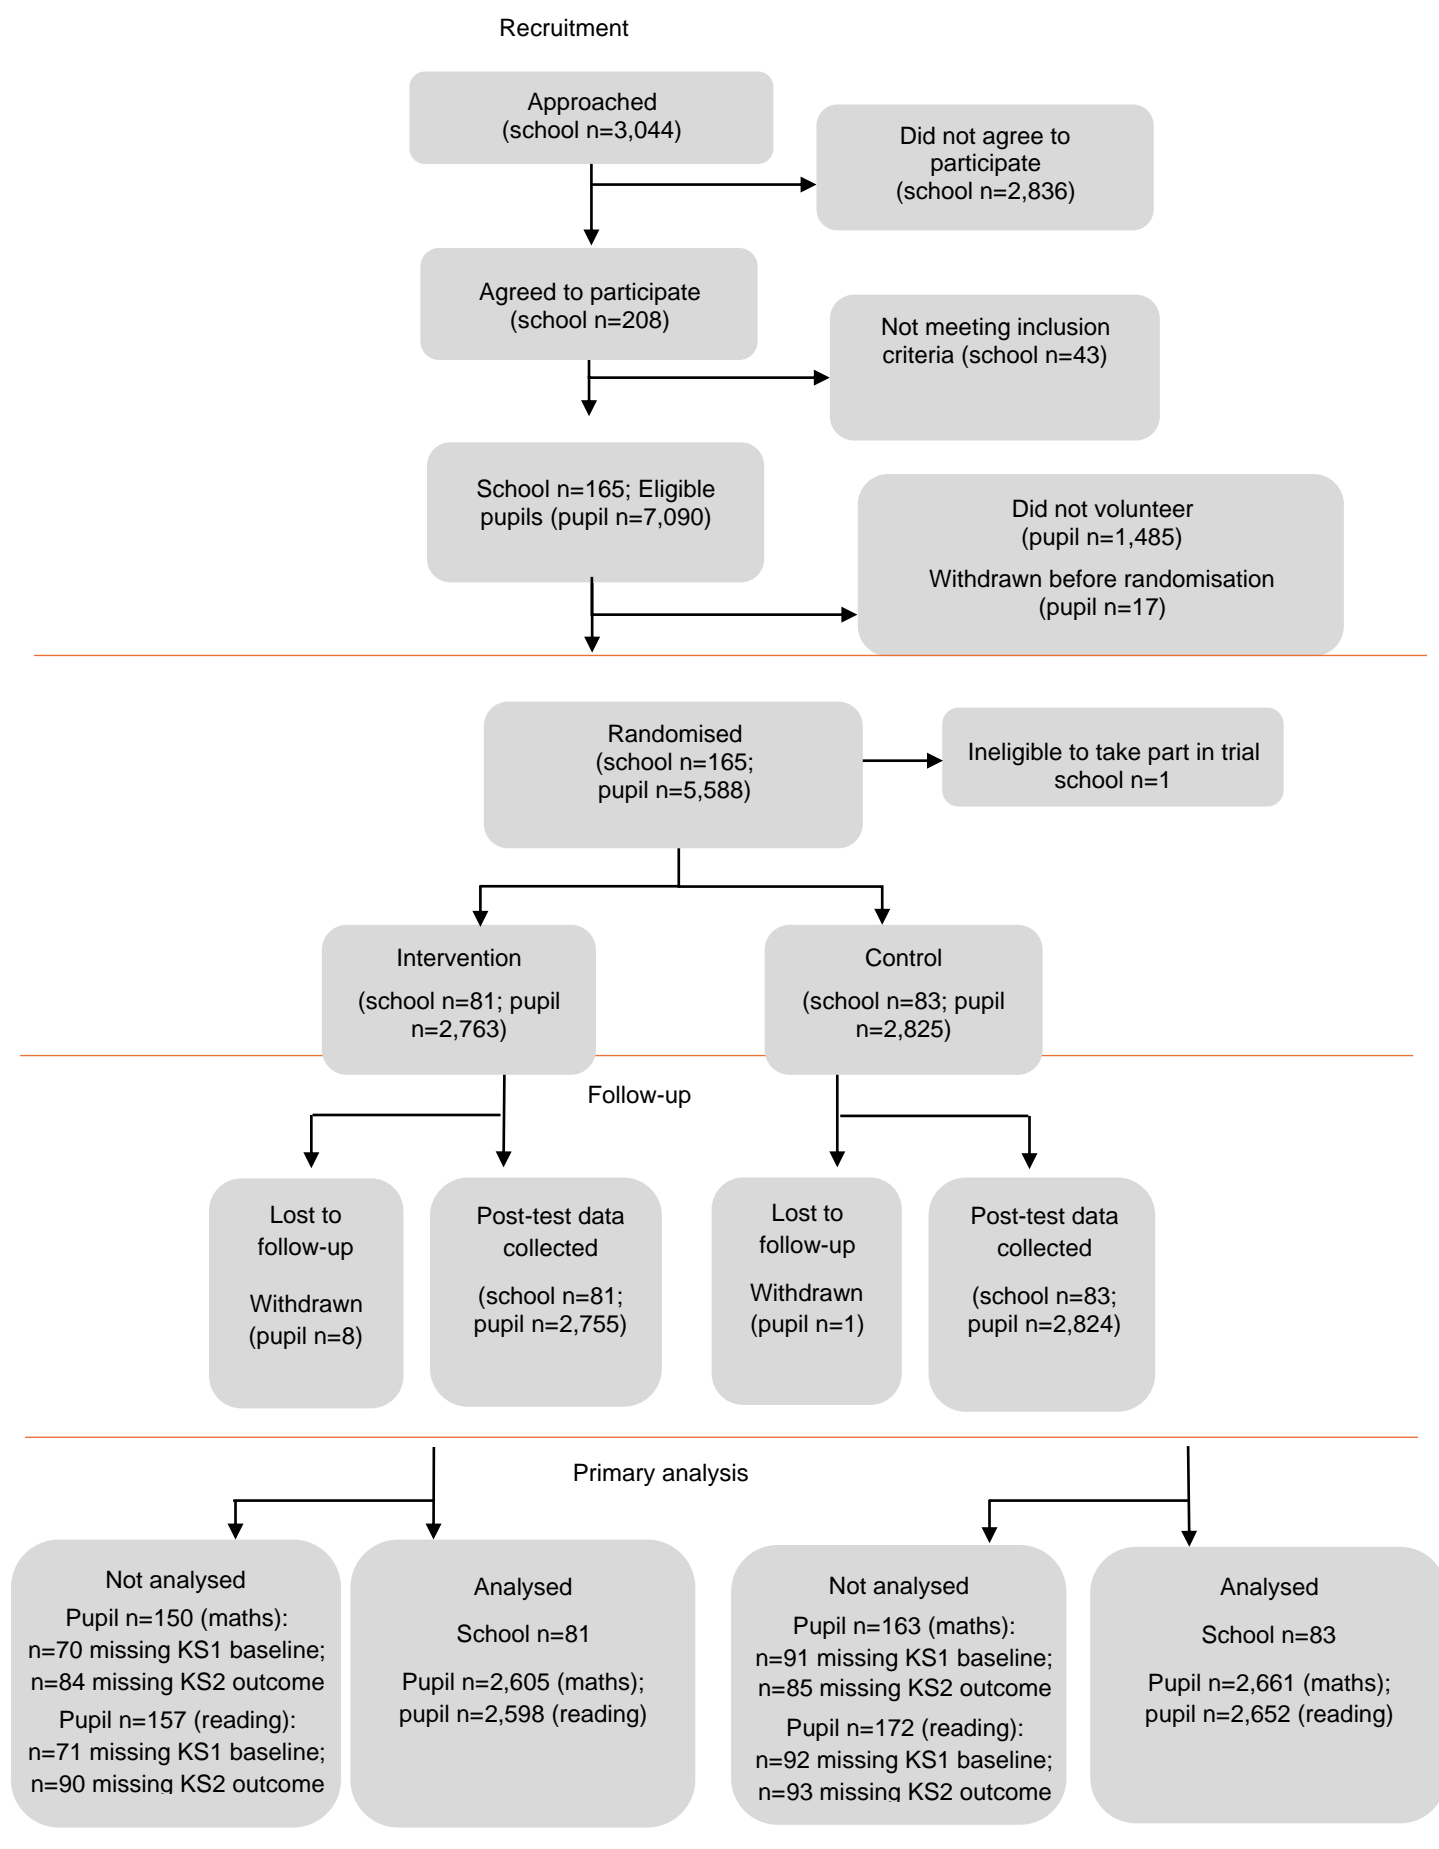 Recruitment
Approached
(school n=3,044)
Did not agree to
participate
(school n=2,836)
Agreed to participate
(school n=208)
Not meeting inclusion
criteria (school n=43)
School n=165; Eligible
pupils (pupil n=7,090)
Did not volunteer
(pupil n=1,485)
Withdrawn before randomisation
(pupil n=17)
Randomised
(school n=165;
pupil n=5,588)
Ineligible to take part in trial
school n=1
Intervention
(school n=81; pupil
n=2,763)
Control
(school n=83; pupil
n=2,825)
Follow-up
Lost to
follow-up
Withdrawn
(pupil n=8)
Post-test data
collected
(school n=81;
pupil n=2,755)
Lost to
follow-up
Withdrawn
(pupil n=1)
Post-test data
collected
(school n=83;
pupil n=2,824)
Primary analysis
Not analysed
Pupil n=150 (maths):
n=70 missing KS1 baseline;
n=84 missing KS2 outcome
Pupil n=157 (reading):
n=71 missing KS1 baseline;
n=90 missing KS2 outcome
Analysed
School n=81
Pupil n=2,605 (maths);
pupil n=2,598 (reading)
Not analysed
Pupil n=163 (maths):
n=91 missing KS1 baseline;
n=85 missing KS2 outcome
Pupil n=172 (reading):
n=92 missing KS1 baseline;
n=93 missing KS2 outcome
Analysed
School n=83
Pupil n=2,661 (maths);
pupil n=2,652 (reading)